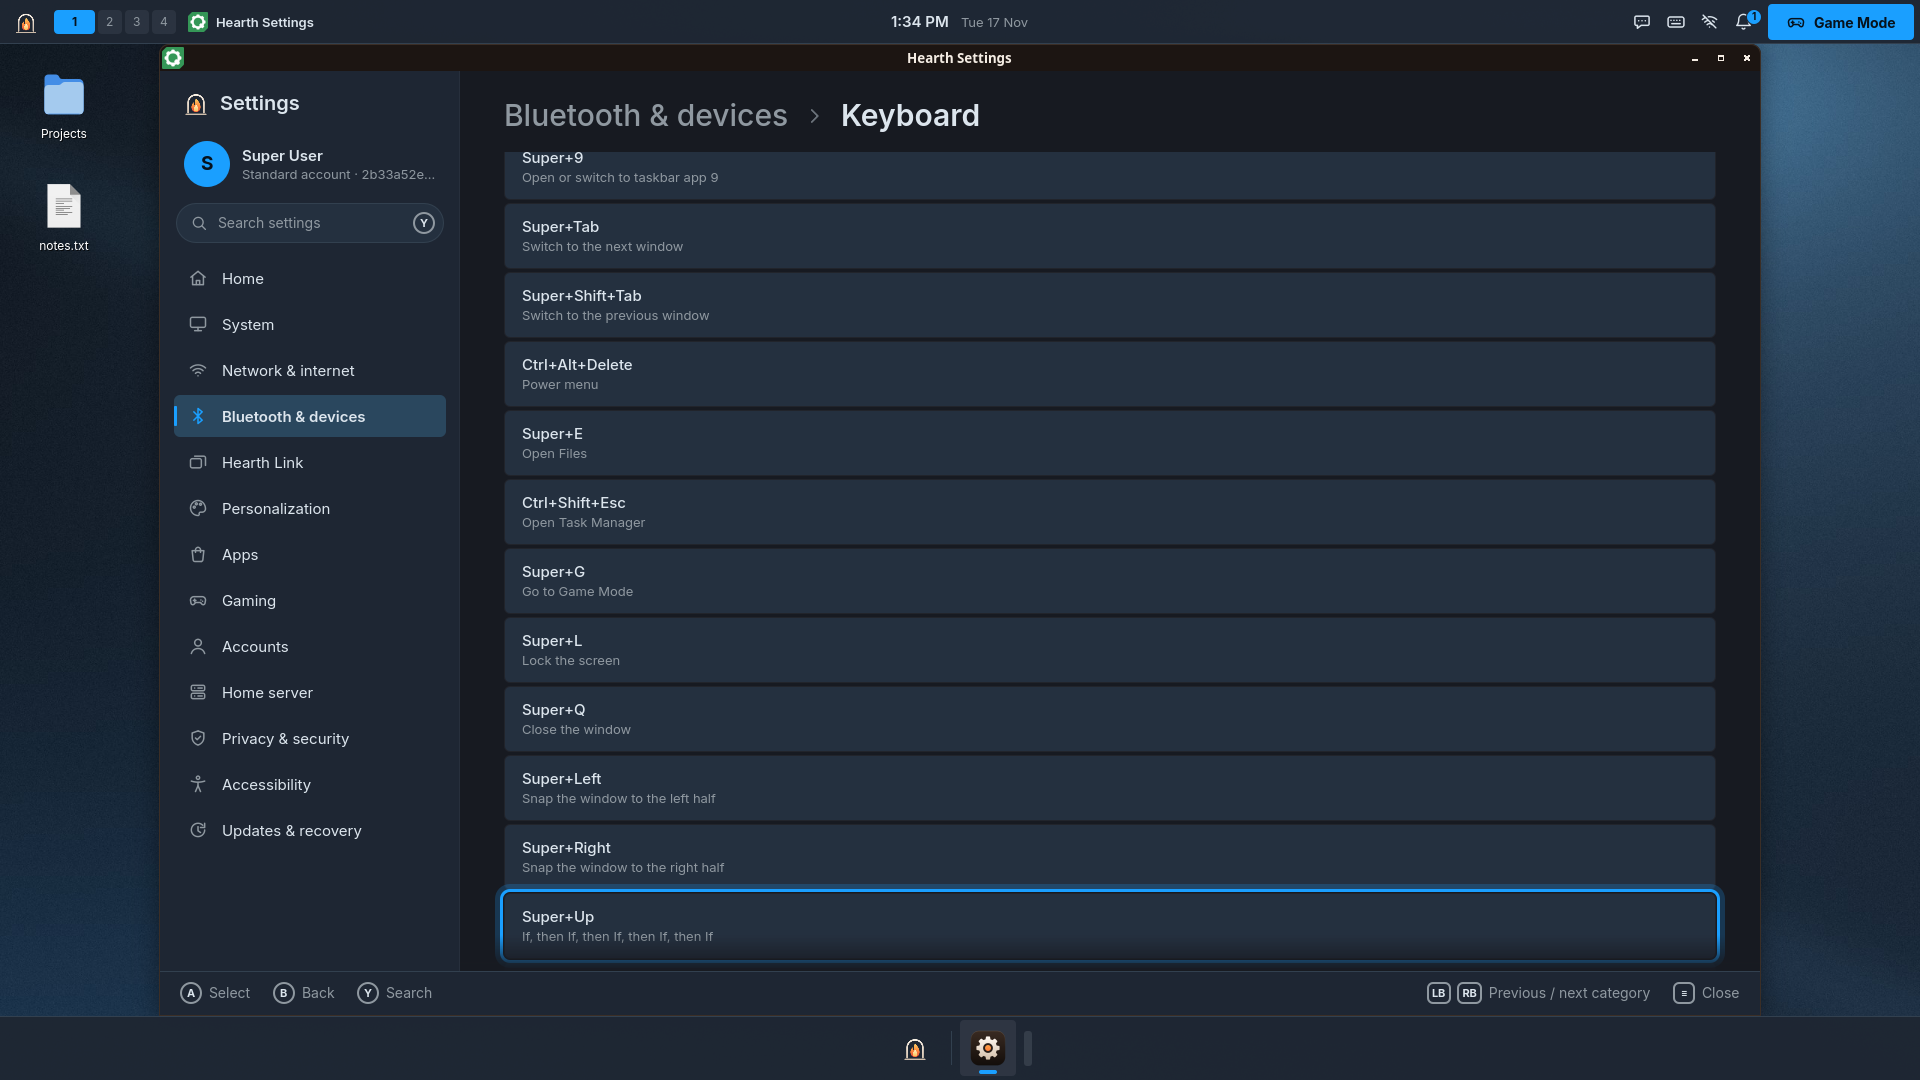 1 2 3 4 Hearth Settings 1:34 PM Tue 17 Nov 1 Game Mode
Hearth Settings
Projects
notes.txt
Settings
S
Super User
Standard account · 2b33a52e...
Search settings Y
Home
System
Network & internet
Bluetooth & devices
Hearth Link
Personalization
Apps
Gaming
Accounts
Home server
Privacy & security
Accessibility
Updates & recovery
Bluetooth & devices > Keyboard
Super+9
Open or switch to taskbar app 9
Super+Tab
Switch to the next window
Super+Shift+Tab
Switch to the previous window
Ctrl+Alt+Delete
Power menu
Super+E
Open Files
Ctrl+Shift+Esc
Open Task Manager
Super+G
Go to Game Mode
Super+L
Lock the screen
Super+Q
Close the window
Super+Left
Snap the window to the left half
Super+Right
Snap the window to the right half
Super+Up
If, then If, then If, then If, then If
A Select B Back Y Search LB RB Previous / next category Close